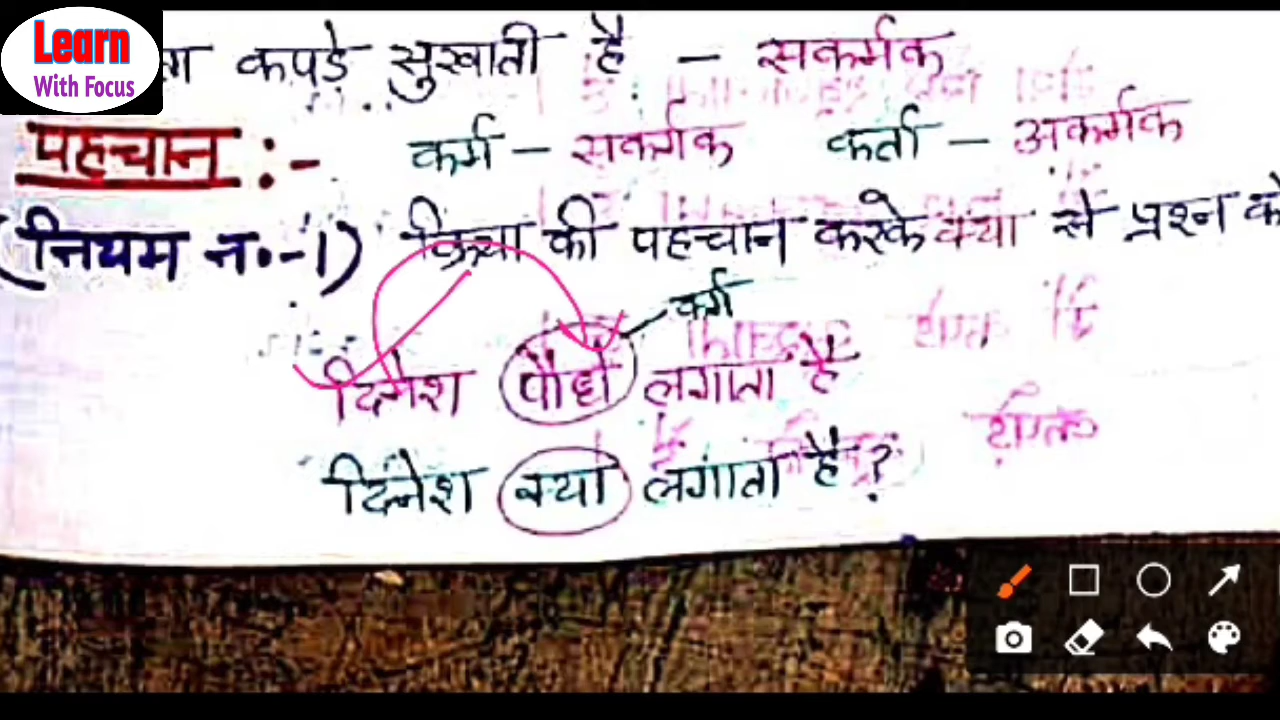 Learn
With Focus
कपड़े सुखाती है - सकर्मक
पहचान :- कर्म - सकर्मक कर्ता - अकर्मक
(नियम न०-1) क्रिया की पहचान करके क्या से प्रश्न
कर्म
दिनेश पौधे लगाता है
दिनेश क्या लगाता है?